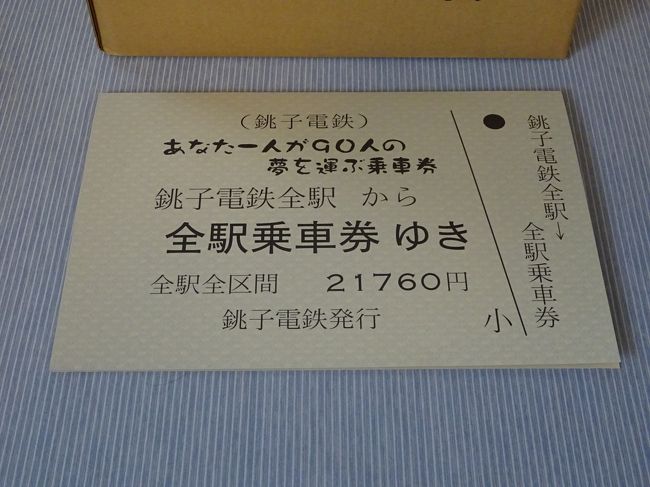 （銚子電鉄）
あなた一人が90人の
夢を運ぶ乗車券
銚子電鉄全駅 から
全駅乗車券 ゆき
全駅全区間 21760円
銚子電鉄発行
小
銚子電鉄全駅→
全駅乗車券